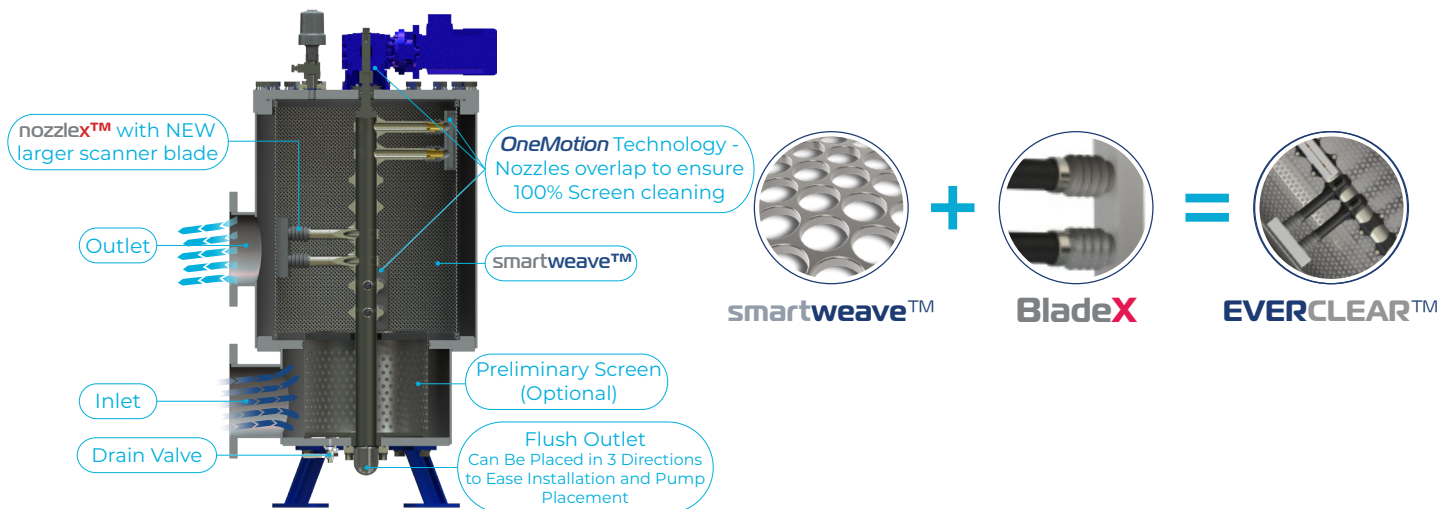 nozzlex™ with NEW
larger scanner blade
OneMotion Technology -
Nozzles overlap to ensure
100% Screen cleaning
Outlet
smartweave™
Preliminary Screen
(Optional)
Inlet
Drain Valve
Flush Outlet
Can Be Placed in 3 Directions
to Ease Installation and Pump
Placement
+
=
smartweave™
BladeX
EVERCLEAR™